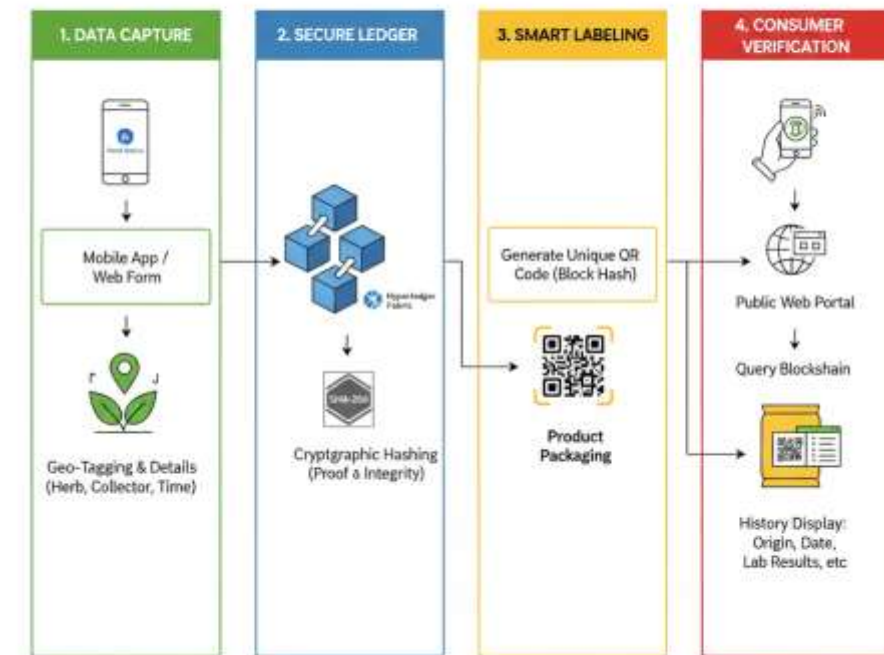 1. DATA CAPTURE
Mobile App /
Web Form
Geo-Tagging & Details
(Herb, Collector, Time)
2. SECURE LEDGER
Hyperledger
Fabric
SHA-256
Cryptgraphic Hashing
(Proof & Integrity)
3. SMART LABELING
Generate Unique QR
Code (Block Hash)
Product
Packaging
4. CONSUMER
VERIFICATION
Public Web Portal
Query Blockchain
History Display:
Origin, Date,
Lab Results, etc